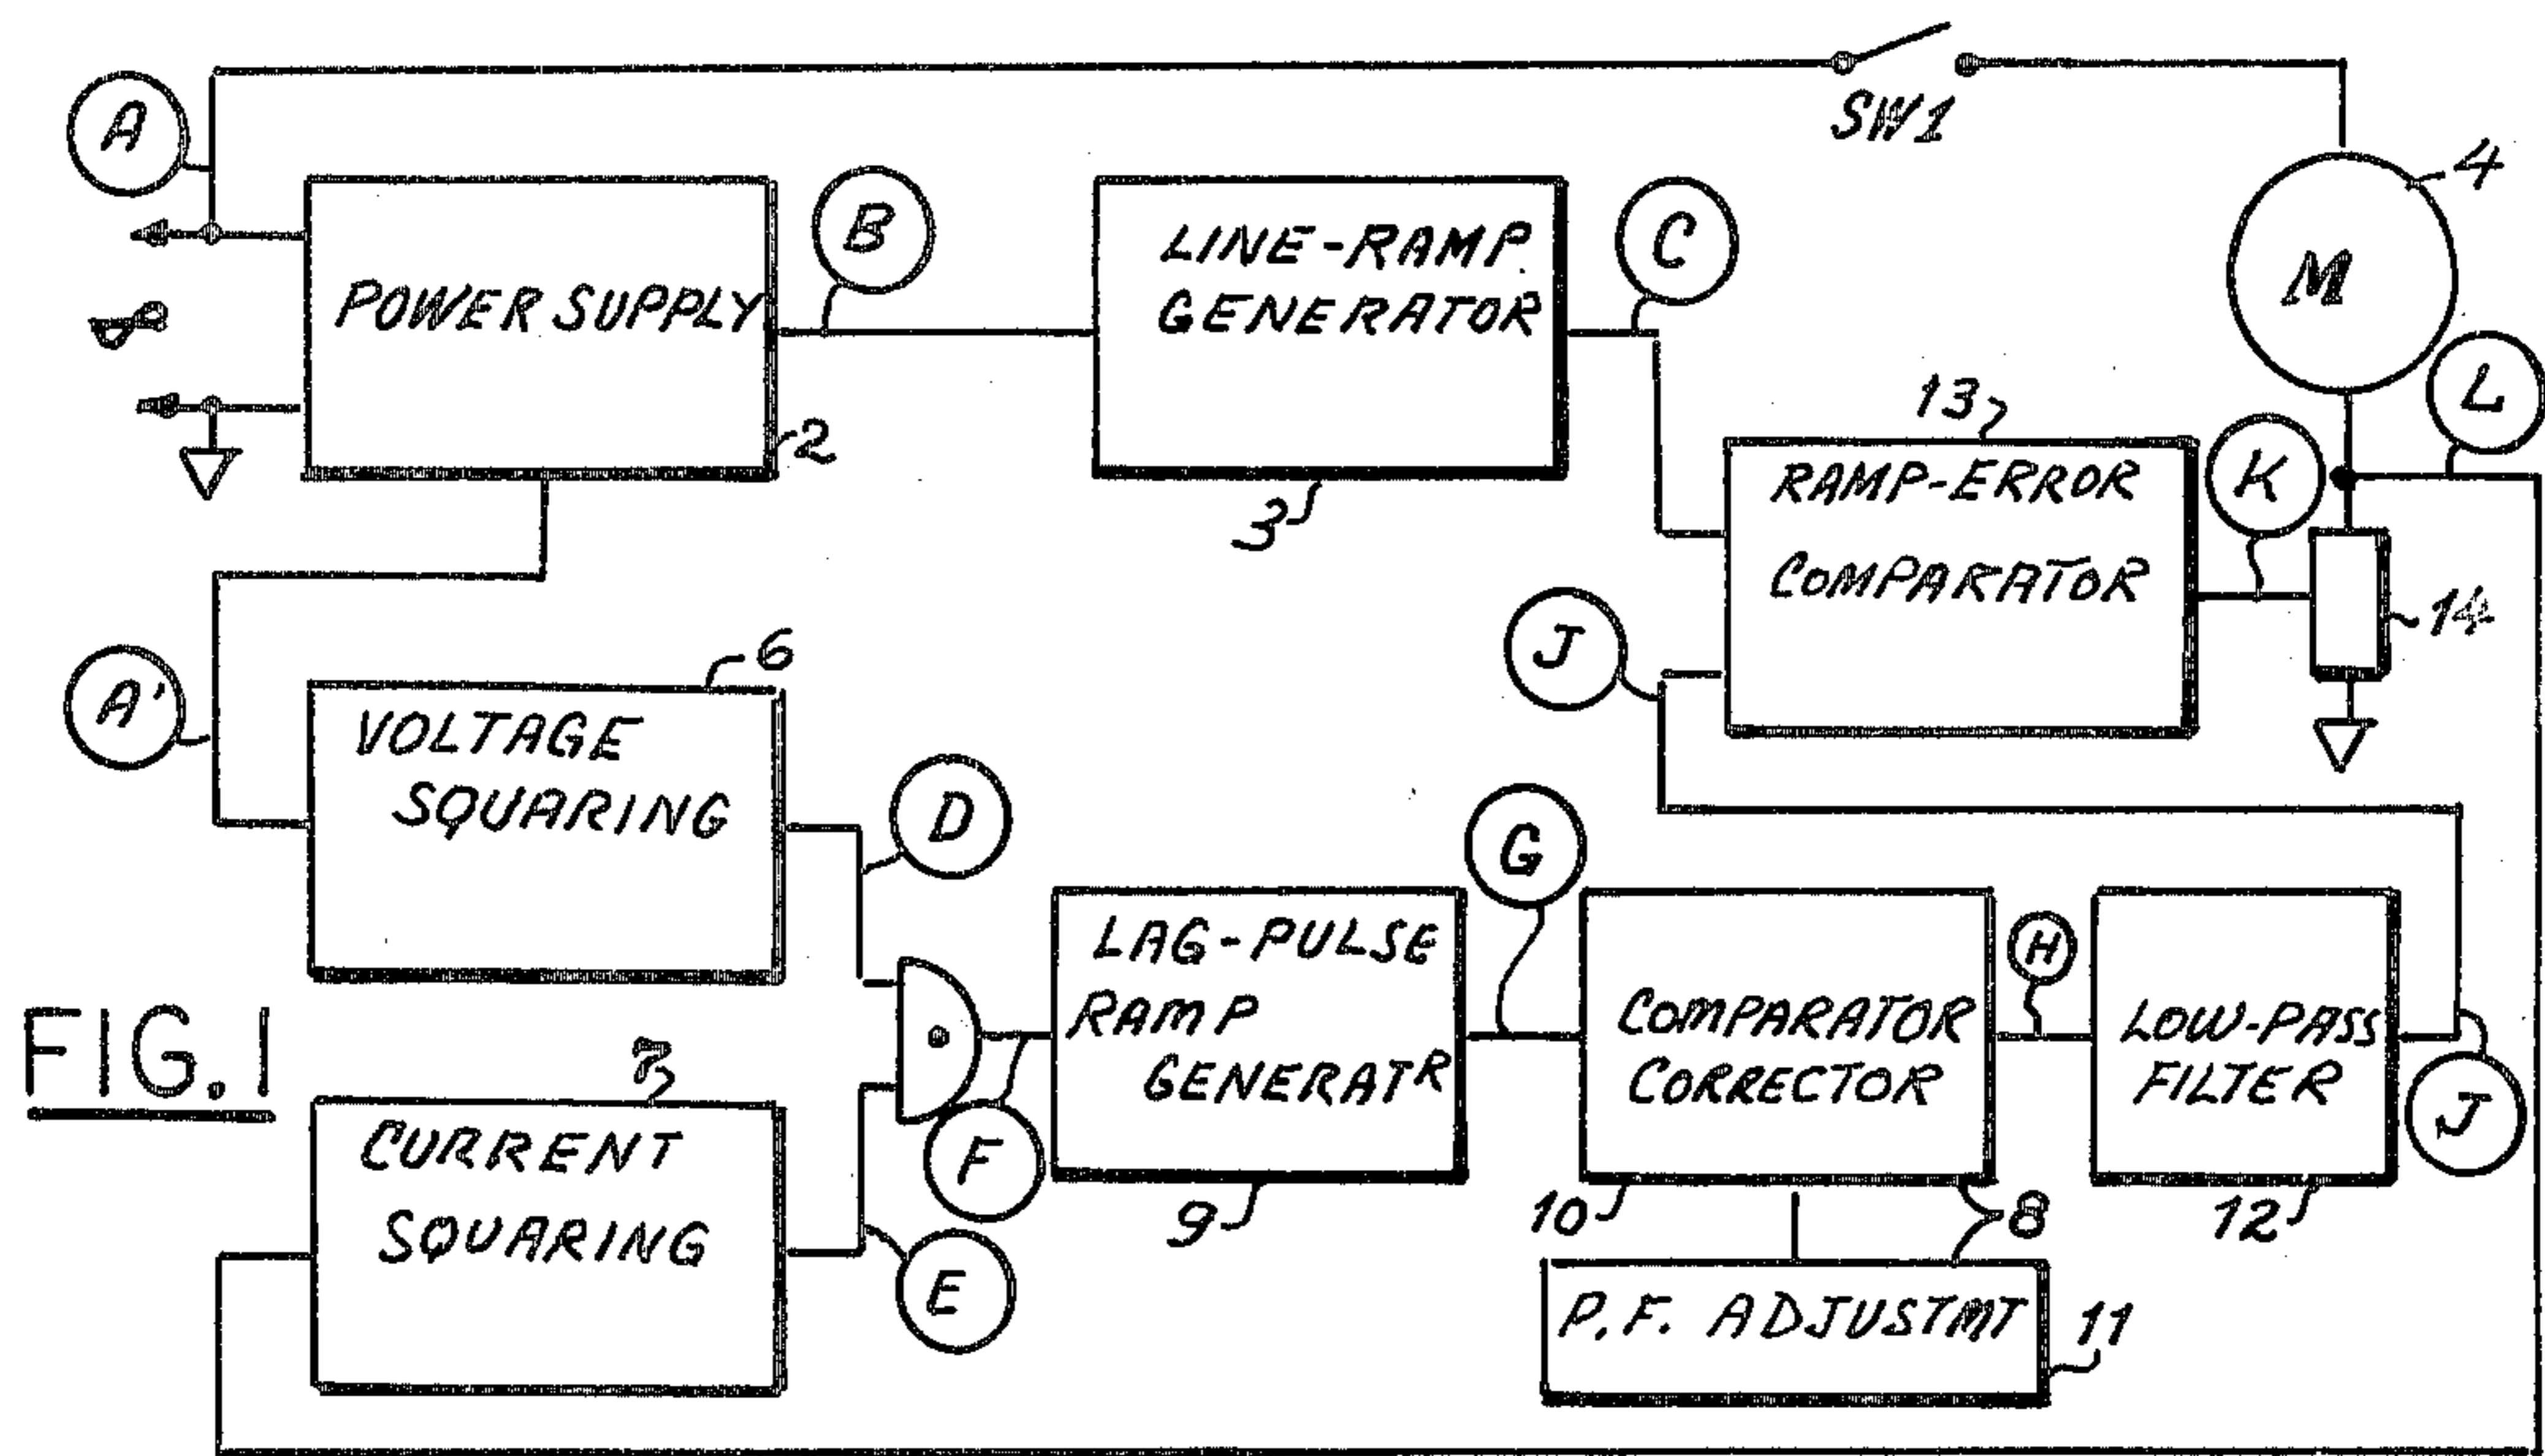 SW1
A
4
B
LINE-RAMP
GENERATOR
C
M
POWER SUPPLY
L
13
2
3
RAMP-ERROR
COMPARATOR
K
14
J
6
A'
VOLTAGE
SQUARING
D
G
LAG-PULSE
RAMP
GENERATR
COMPARATOR
CORRECTOR
H
LOW-PASS
FILTER
J
FIG. 1
7
CURRENT
SQUARING
F
E
9
10
8
12
P.F. ADJUSTMT
11